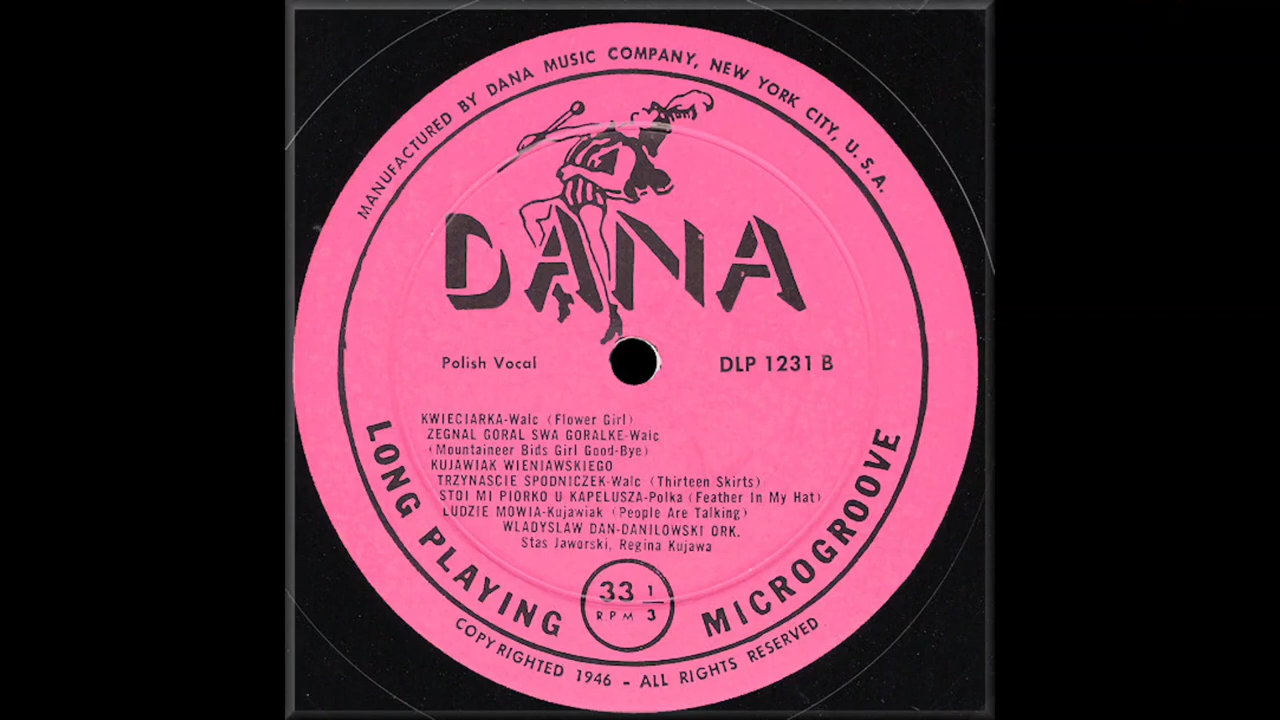 MANUFACTURED BY DANA MUSIC COMPANY, NEW YORK CITY, U.S.A.
DANA
Polish Vocal
DLP 1231 B
KWIECIARKA-Walc (Flower Girl)
ZEGNAL GORAL SWA GORALKE-Walc
(Mountaineer Bids Girl Good-Bye)
KUJAWIAK WIENIAWSKIEGO
TRZYNASCIE SPODNICZEK-Walc (Thirteen Skirts)
STOI MI PIORKO U KAPELUSZA-Polka (Feather In My Hat)
LUDZIE MOWIA-Kujawiak (People Are Talking)
WLADYSLAW DAN-DANILOWSKI ORK.
Stas Jaworski, Regina Kujawa
33 1/3
RPM
LONG PLAYING MICROGROOVE
COPYRIGHTED 1946 - ALL RIGHTS RESERVED